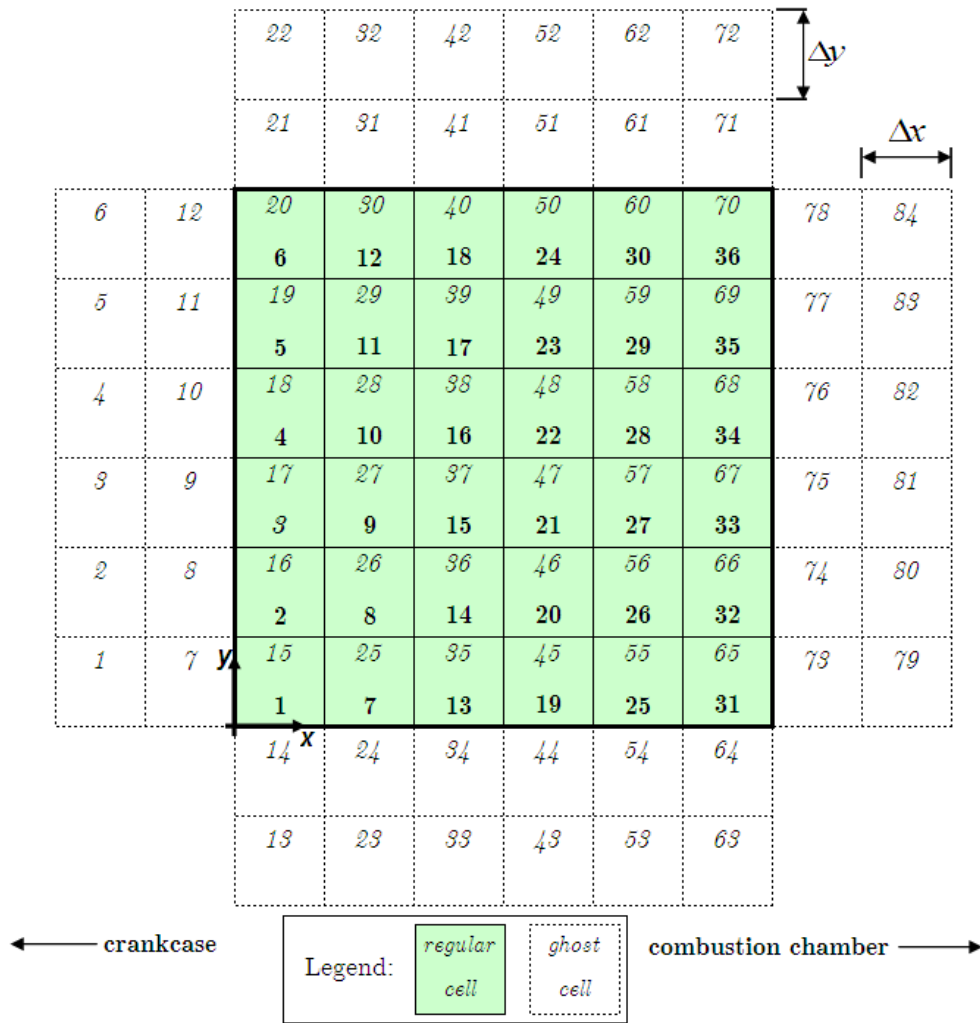 22 32 42 52 62 72
Δy
21 31 41 51 61 71
Δx
6 12 20 30 40 50 60 70 78 84
6 12 18 24 30 36
5 11 19 29 39 49 59 69 77 83
5 11 17 23 29 35
4 10 18 28 38 48 58 68 76 82
4 10 16 22 28 34
3 9 17 27 37 47 57 67 75 81
3 9 15 21 27 33
2 8 16 26 36 46 56 66 74 80
2 8 14 20 26 32
1 7 y 15 25 35 45 55 65 73 79
1 7 13 19 25 31
x
14 24 34 44 54 64
13 23 33 43 53 63
crankcase
Legend:
regular
cell
ghost
cell
combustion chamber